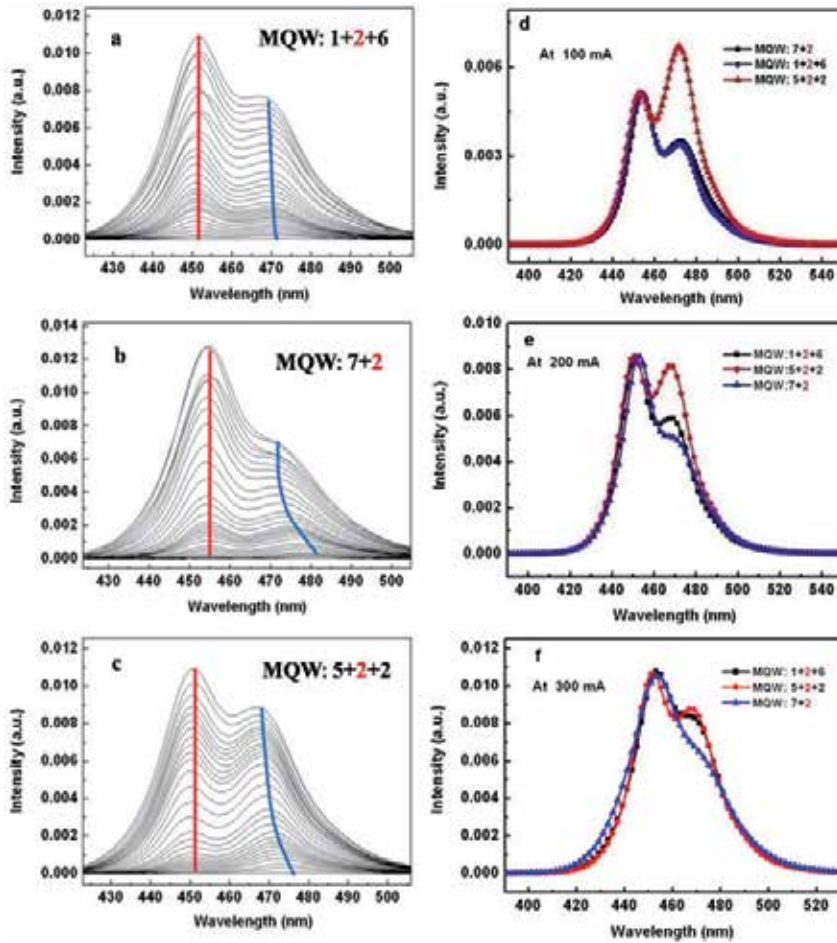 a
MQW: 1+2+6
Intensity (a.u.)
0.012
0.010
0.008
0.006
0.004
0.002
0.000
430 440 450 460 470 480 490 500
Wavelength (nm)
d
At 100 mA
MQW: 7+2
MQW: 1+2+6
MQW: 5+2+2
Intensity (a.u.)
0.006
0.003
0.000
400 420 440 460 480 500 520 540
Wavelength (nm)
b
MQW: 7+2
Intensity (a.u.)
0.014
0.012
0.010
0.008
0.006
0.004
0.002
0.000
430 440 450 460 470 480 490 500
Wavelength (nm)
e
At 200 mA
MQW:1+2+6
MQW:5+2+2
MQW:7+2
Intensity (a.u.)
0.010
0.008
0.006
0.004
0.002
0.000
400 420 440 460 480 500 520 540
Wavelength (nm)
c
MQW: 5+2+2
Intensity (a.u.)
0.012
0.010
0.008
0.006
0.004
0.002
0.000
430 440 450 460 470 480 490 500
Wavelength (nm)
f
At 300 mA
MQW: 1+2+6
MQW: 5+2+2
MQW: 7+2
Intensity (a.u.)
0.012
0.010
0.008
0.006
0.004
0.002
0.000
400 420 440 460 480 500 520
Wavelength (nm)